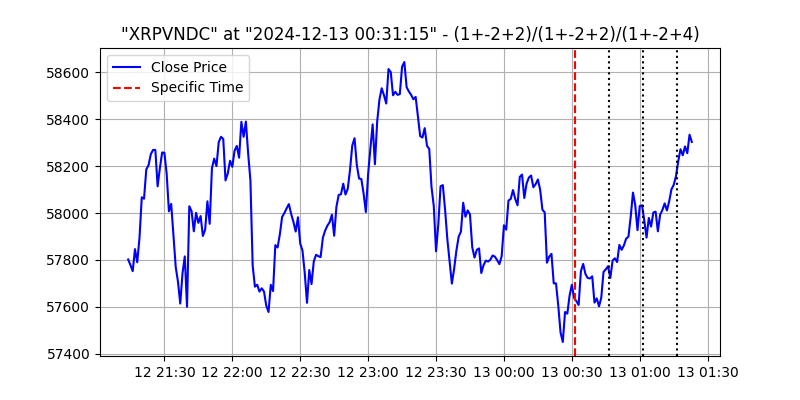 "XRPVNDC" at "2024-12-13 00:31:15" - (1+-2+2)/(1+-2+2)/(1+-2+4)
Close Price
Specific Time
58600
58400
58200
58000
57800
57600
57400
12 21:30 12 22:00 12 22:30 12 23:00 12 23:30 13 00:00 13 00:30 13 01:00 13 01:30